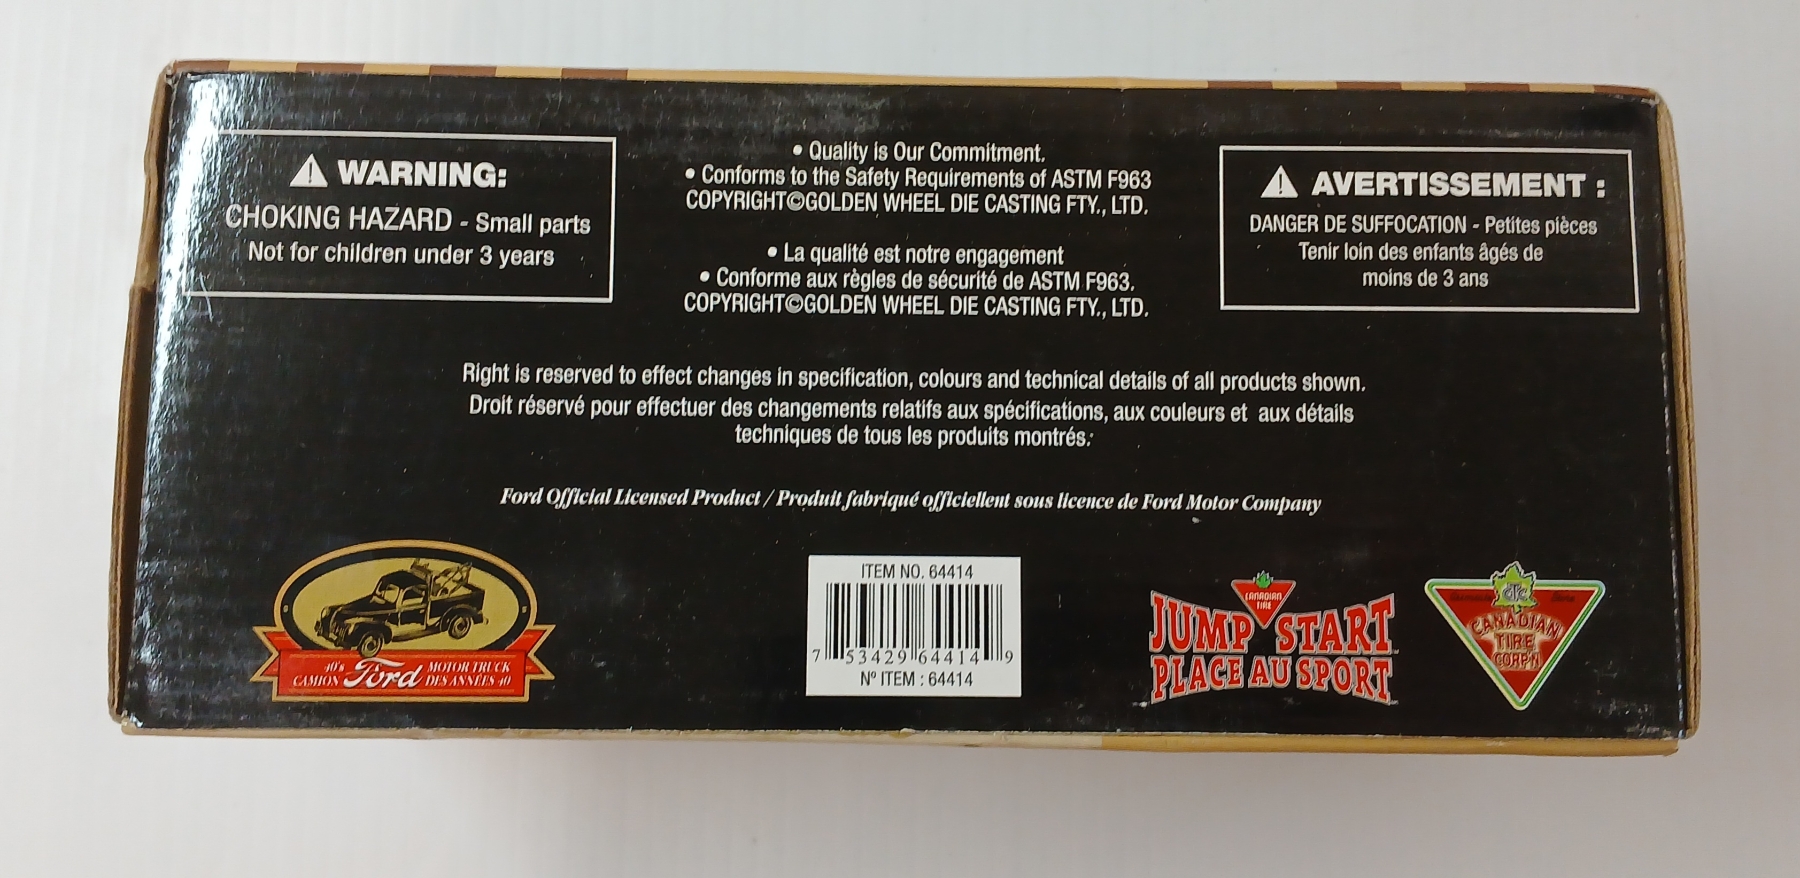 WARNING:
CHOKING HAZARD - Small parts
Not for children under 3 years
• Quality is Our Commitment.
• Conforms to the Safety Requirements of ASTM F963
COPYRIGHT©GOLDEN WHEEL DIE CASTING FTY., LTD.
• La qualité est notre engagement
• Conforme aux règles de sécurité de ASTM F963.
COPYRIGHT©GOLDEN WHEEL DIE CASTING FTY., LTD.
AVERTISSEMENT :
DANGER DE SUFFOCATION - Petites pièces
Tenir loin des enfants âgés de
moins de 3 ans
Right is reserved to effect changes in specification, colours and technical details of all products shown.
Droit réservé pour effectuer des changements relatifs aux spécifications, aux couleurs et aux détails
techniques de tous les produits montrés.
Ford Official Licensed Product / Produit fabriqué officiellent sous licence de Ford Motor Company
40's Ford MOTOR TRUCK
CAMION DES ANNÉES 40
ITEM NO. 64414
7 53429 64414 9
Nº ITEM : 64414
CANADIAN
TIRE
JUMP START
PLACE AU SPORT
CTC
CANADIAN
TIRE
CORP'N